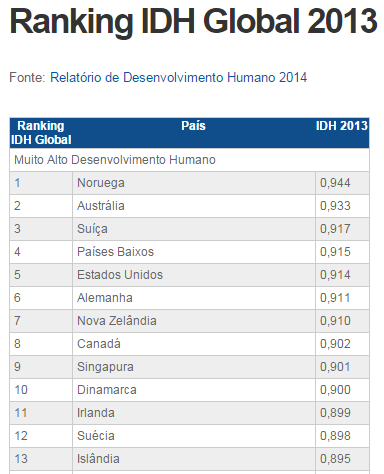 Ranking IDH Global 2013
Fonte: Relatório de Desenvolvimento Humano 2014
Ranking IDH Global País IDH 2013
Muito Alto Desenvolvimento Humano
1 Noruega 0,944
2 Austrália 0,933
3 Suíça 0,917
4 Países Baixos 0,915
5 Estados Unidos 0,914
6 Alemanha 0,911
7 Nova Zelândia 0,910
8 Canadá 0,902
9 Singapura 0,901
10 Dinamarca 0,900
11 Irlanda 0,899
12 Suécia 0,898
13 Islândia 0,895